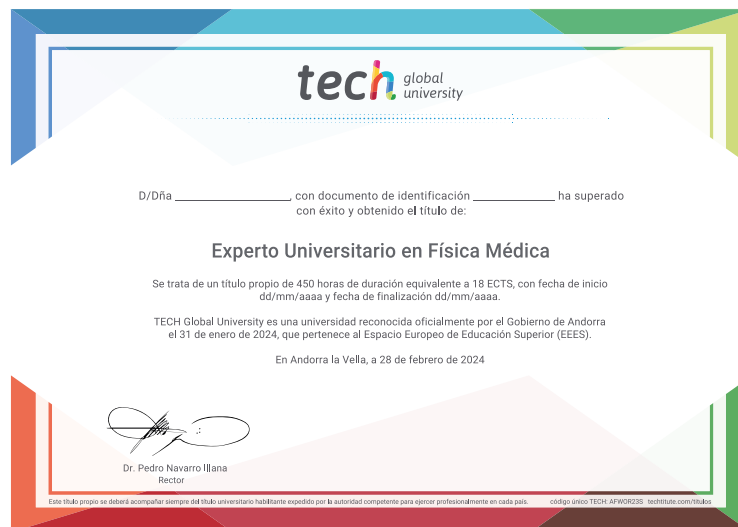 tech global university
D/Dña ____________________, con documento de identificación ______________ ha superado
con éxito y obtenido el título de:
Experto Universitario en Física Médica
Se trata de un título propio de 450 horas de duración equivalente a 18 ECTS, con fecha de inicio
dd/mm/aaaa y fecha de finalización dd/mm/aaaa.
TECH Global University es una universidad reconocida oficialmente por el Gobierno de Andorra
el 31 de enero de 2024, que pertenece al Espacio Europeo de Educación Superior (EEES).
En Andorra la Vella, a 28 de febrero de 2024
Dr. Pedro Navarro Illana
Rector
Este título propio se deberá acompañar siempre del título universitario habilitante expedido por la autoridad competente para ejercer profesionalmente en cada país. código único TECH: AFWOR23S techtitute.com/titulos